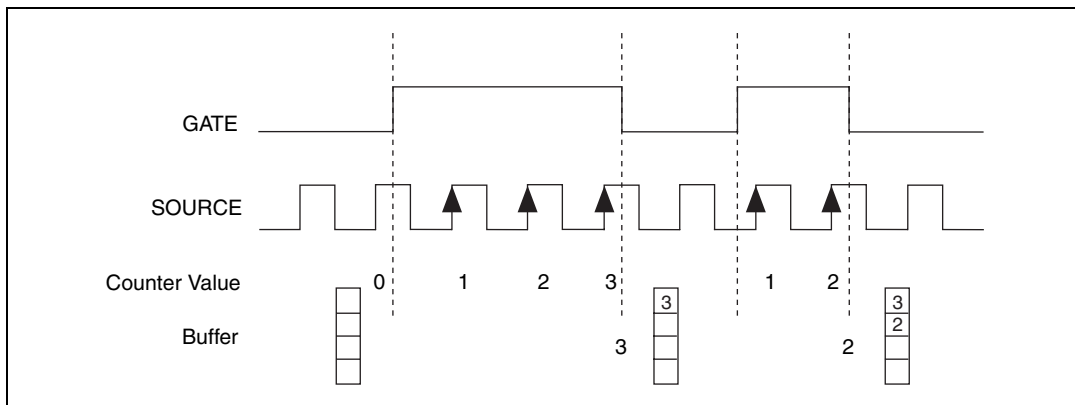 GATE
SOURCE
Counter Value 0 1 2 3 1 2
3 3
2
Buffer 3 2